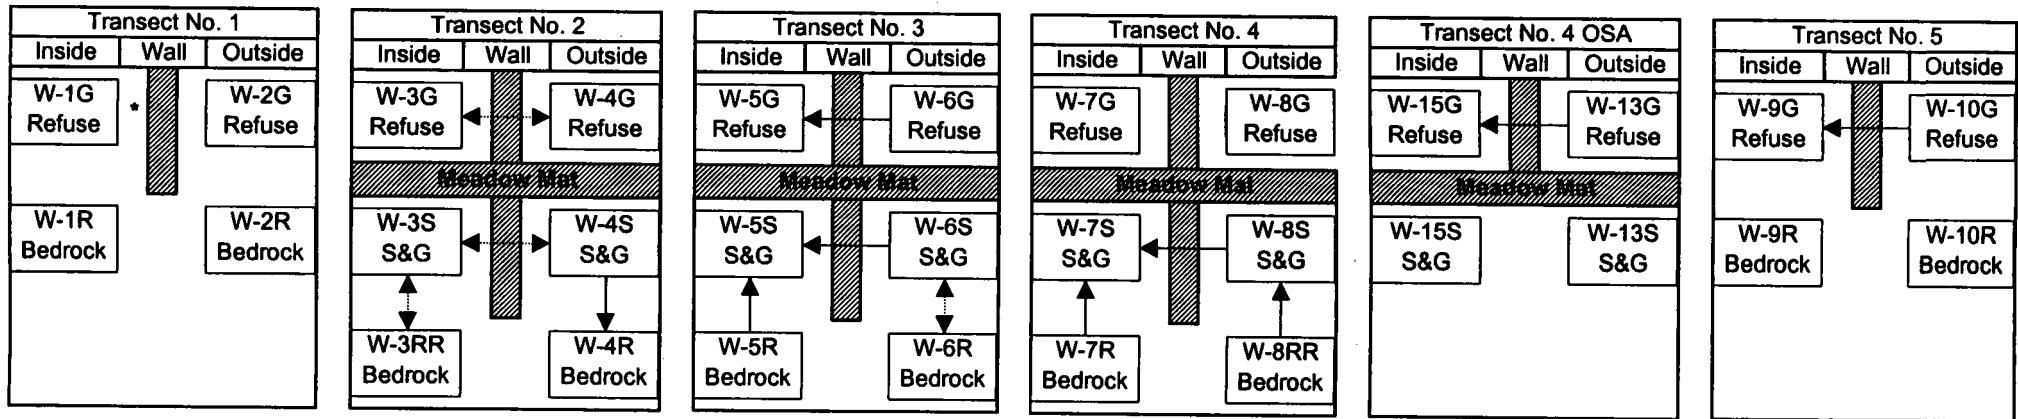 Transect No. 1
Inside Wall Outside
W-1G
Refuse
*
W-2G
Refuse
W-1R
Bedrock
W-2R
Bedrock
Transect No. 2
Inside Wall Outside
W-3G
Refuse
W-4G
Refuse
Meadow Mat
W-3S
S&G
W-4S
S&G
W-3RR
Bedrock
W-4R
Bedrock
Transect No. 3
Inside Wall Outside
W-5G
Refuse
W-6G
Refuse
Meadow Mat
W-5S
S&G
W-6S
S&G
W-5R
Bedrock
W-6R
Bedrock
Transect No. 4
Inside Wall Outside
W-7G
Refuse
W-8G
Refuse
Meadow Mat
W-7S
S&G
W-8S
S&G
W-7R
Bedrock
W-8RR
Bedrock
Transect No. 4 OSA
Inside Wall Outside
W-15G
Refuse
W-13G
Refuse
Meadow Mat
W-15S
S&G
W-13S
S&G
Transect No. 5
Inside Wall Outside
W-9G
Refuse
W-10G
Refuse
W-9R
Bedrock
W-10R
Bedrock